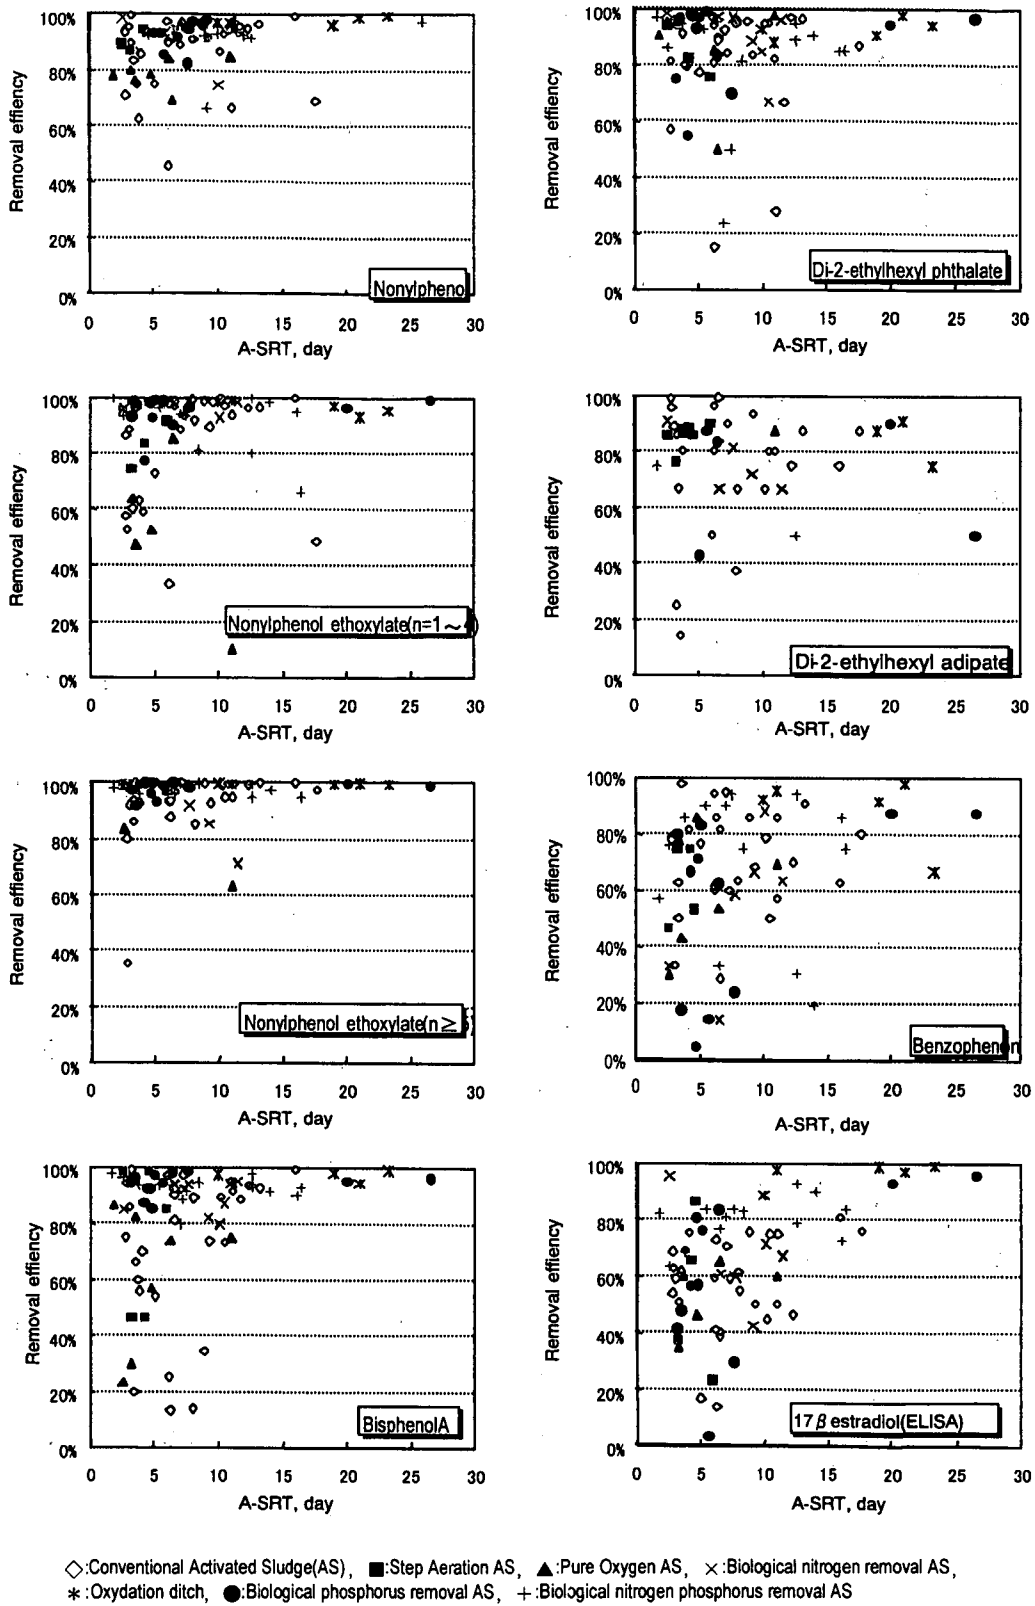 Removal effiency
100%
80%
60%
40%
20%
0%
Nonylpheno
0 5 10 15 20 25 30
A-SRT, day
Removal effiency
100%
80%
60%
40%
20%
0%
Di-2-ethylhexyl phthalate
0 5 10 15 20 25 30
A-SRT, day
Removal effiency
100%
80%
60%
40%
20%
0%
Nonylphenol ethoxylate(n=1~4)
0 5 10 15 20 25 30
A-SRT, day
Removal effiency
100%
80%
60%
40%
20%
0%
Di-2-ethylhexyl adipate
0 5 10 15 20 25 30
A-SRT, day
Removal effiency
100%
80%
60%
40%
20%
0%
Nonylphenol ethoxylate(n≥5)
0 5 10 15 20 25 30
A-SRT, day
Removal effiency
100%
80%
60%
40%
20%
0%
Benzophenon
0 5 10 15 20 25 30
A-SRT, day
Removal effiency
100%
80%
60%
40%
20%
0%
BisphenolA
0 5 10 15 20 25 30
A-SRT, day
Removal effiency
100%
80%
60%
40%
20%
0%
17β estradiol(ELISA)
0 5 10 15 20 25 30
A-SRT, day
◇:Conventional Activated Sludge(AS), ■:Step Aeration AS, ▲:Pure Oxygen AS, ×:Biological nitrogen removal AS,
*:Oxydation ditch, ●:Biological phosphorus removal AS, +:Biological nitrogen phosphorus removal AS